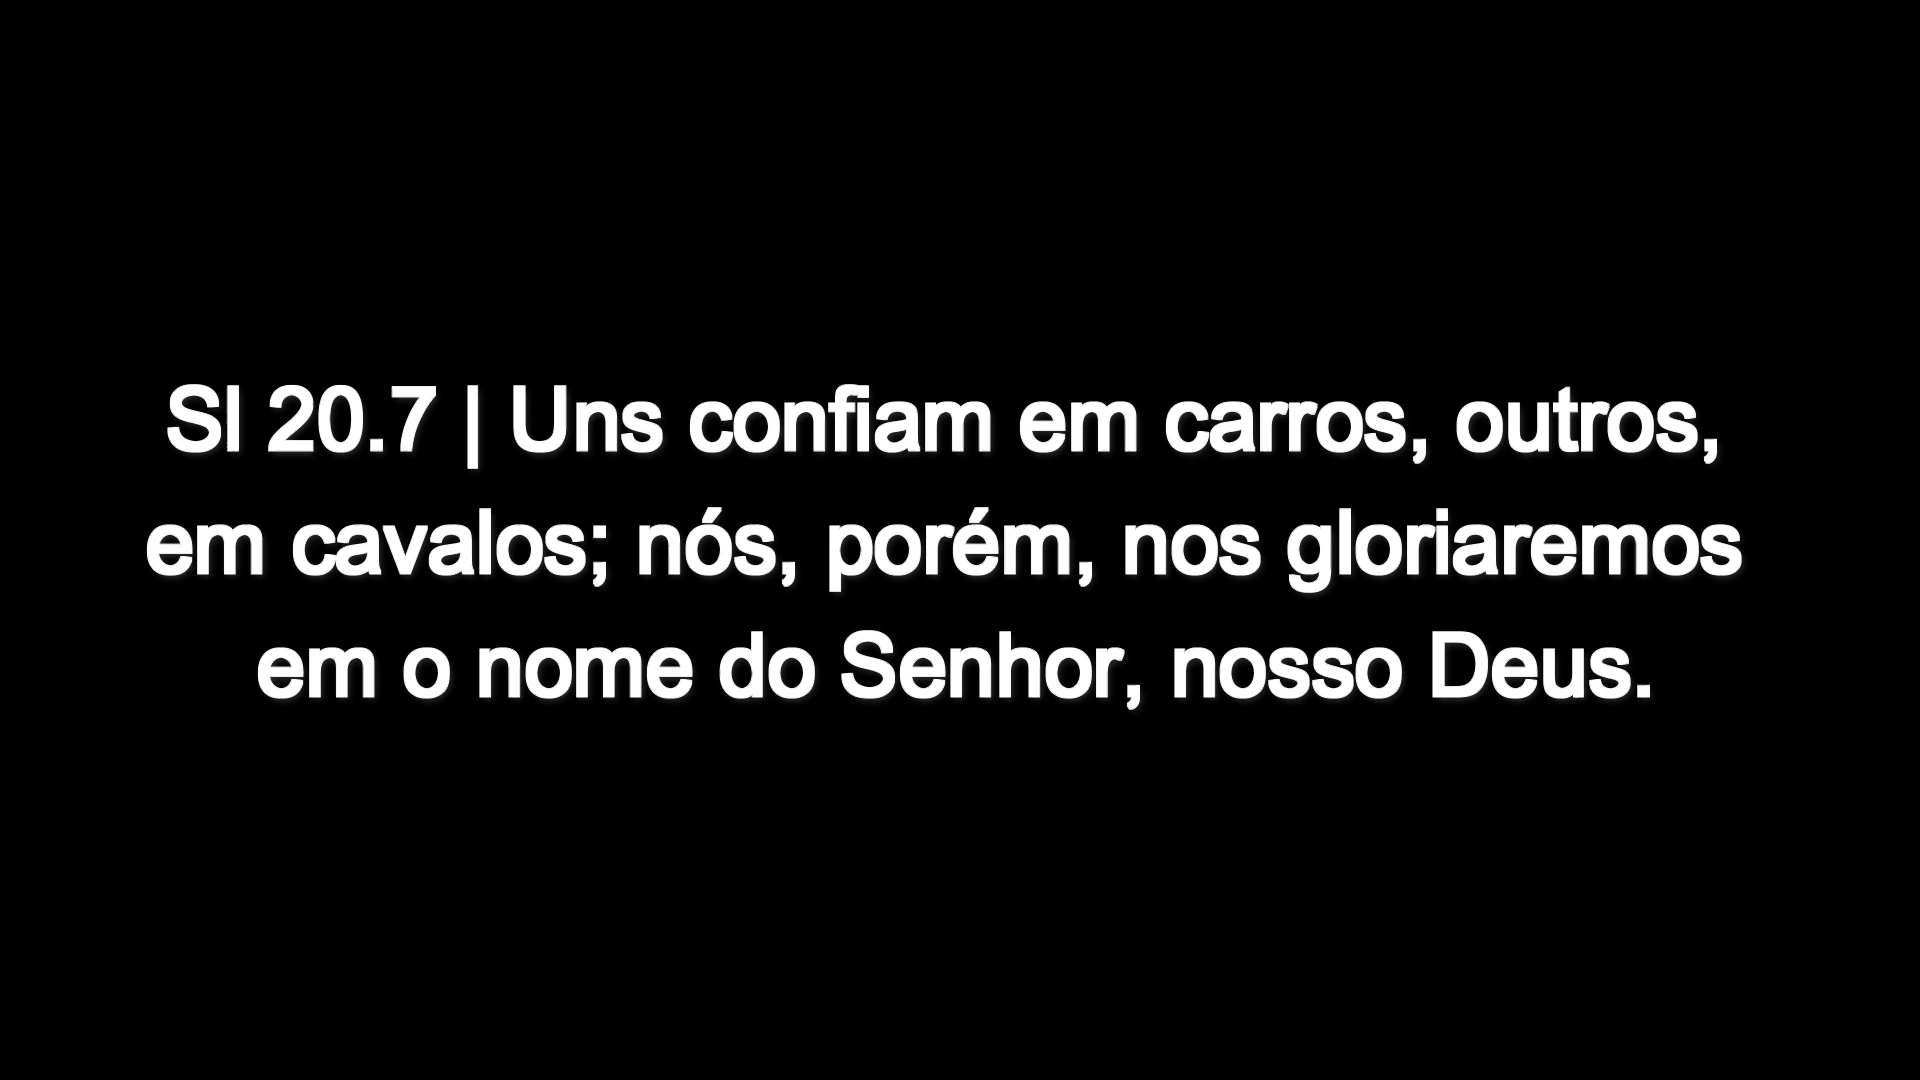 Sl 20.7 | Uns confiam em carros, outros,
em cavalos; nós, porém, nos gloriaremos
em o nome do Senhor, nosso Deus.